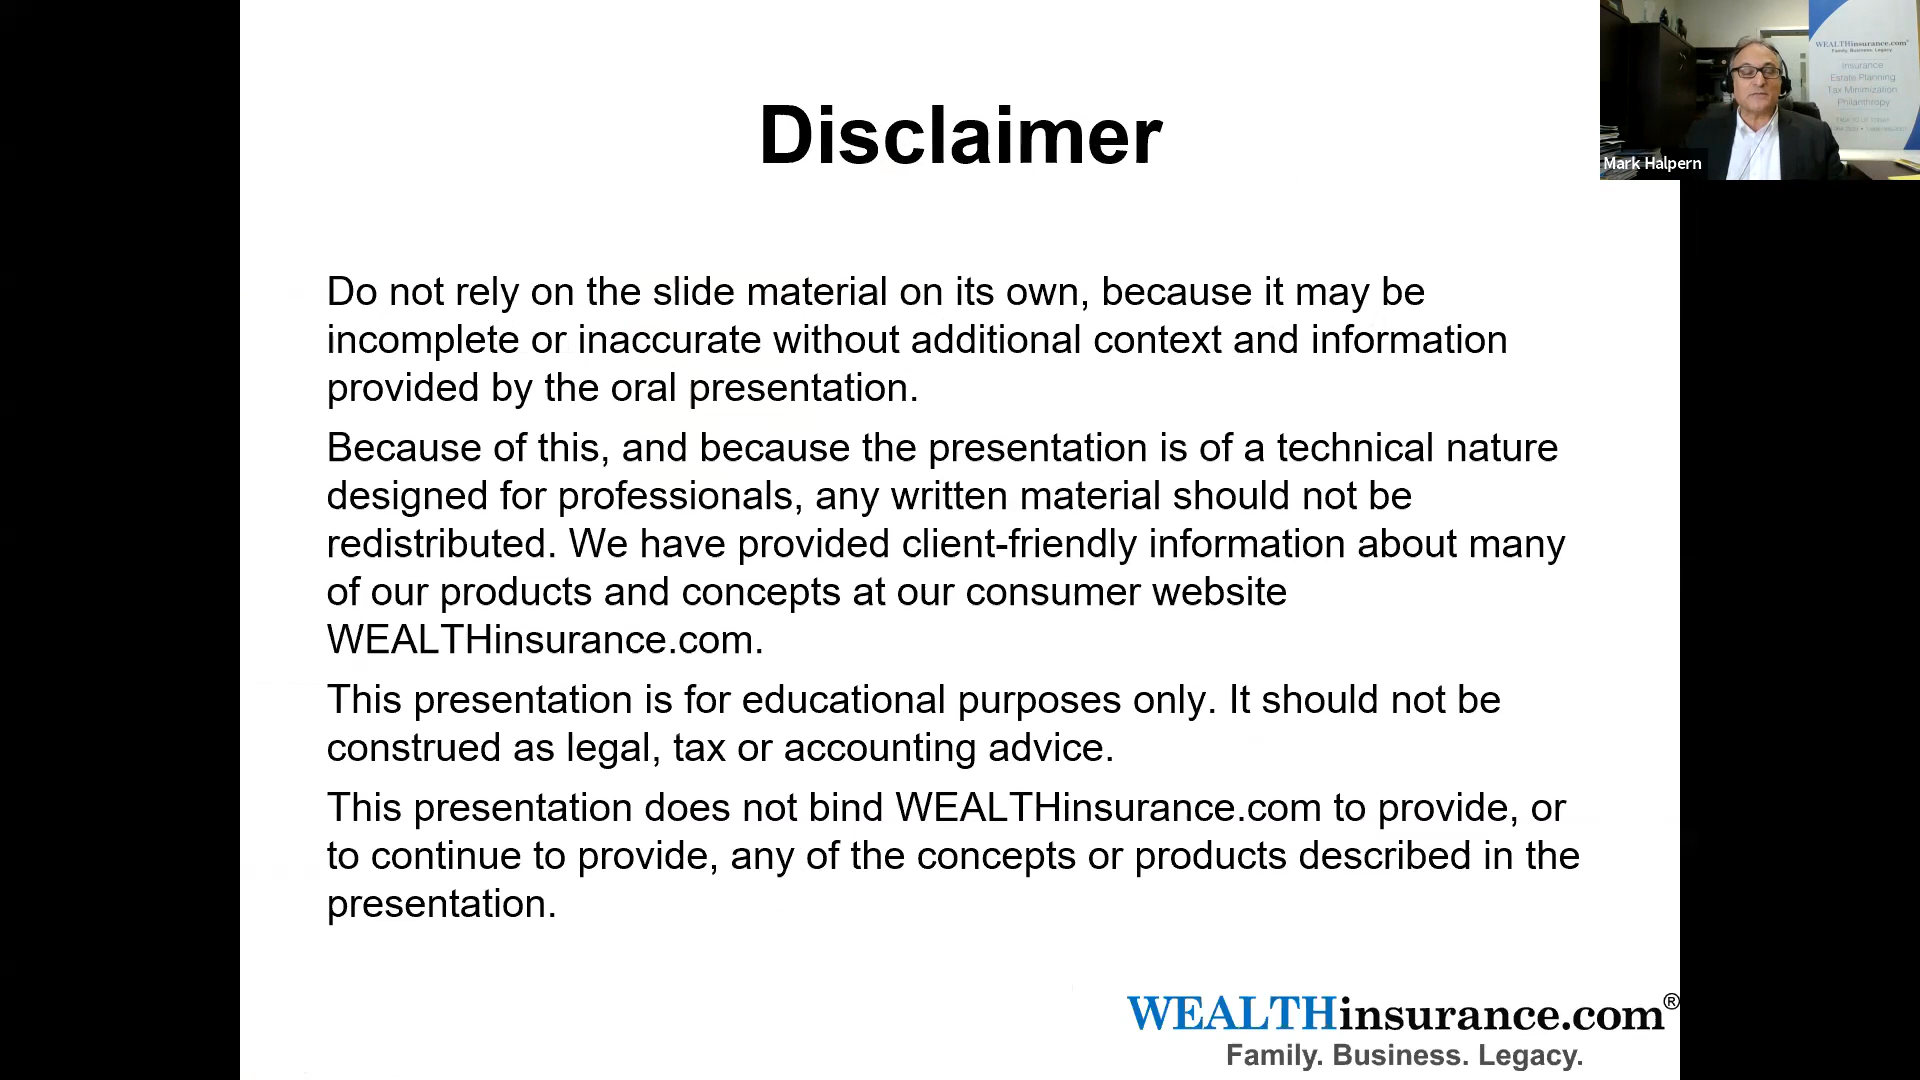 Disclaimer
Do not rely on the slide material on its own, because it may be
incomplete or inaccurate without additional context and information
provided by the oral presentation.
Because of this, and because the presentation is of a technical nature
designed for professionals, any written material should not be
redistributed. We have provided client-friendly information about many
of our products and concepts at our consumer website
WEALTHinsurance.com.
This presentation is for educational purposes only. It should not be
construed as legal, tax or accounting advice.
This presentation does not bind WEALTHinsurance.com to provide, or
to continue to provide, any of the concepts or products described in the
presentation.
WEALTHinsurance.com®
Family. Business. Legacy.
WEALTHinsurance.com®
Family. Business. Legacy.
Insurance
Estate Planning
Tax Minimization
Philanthropy
Mark Halpern